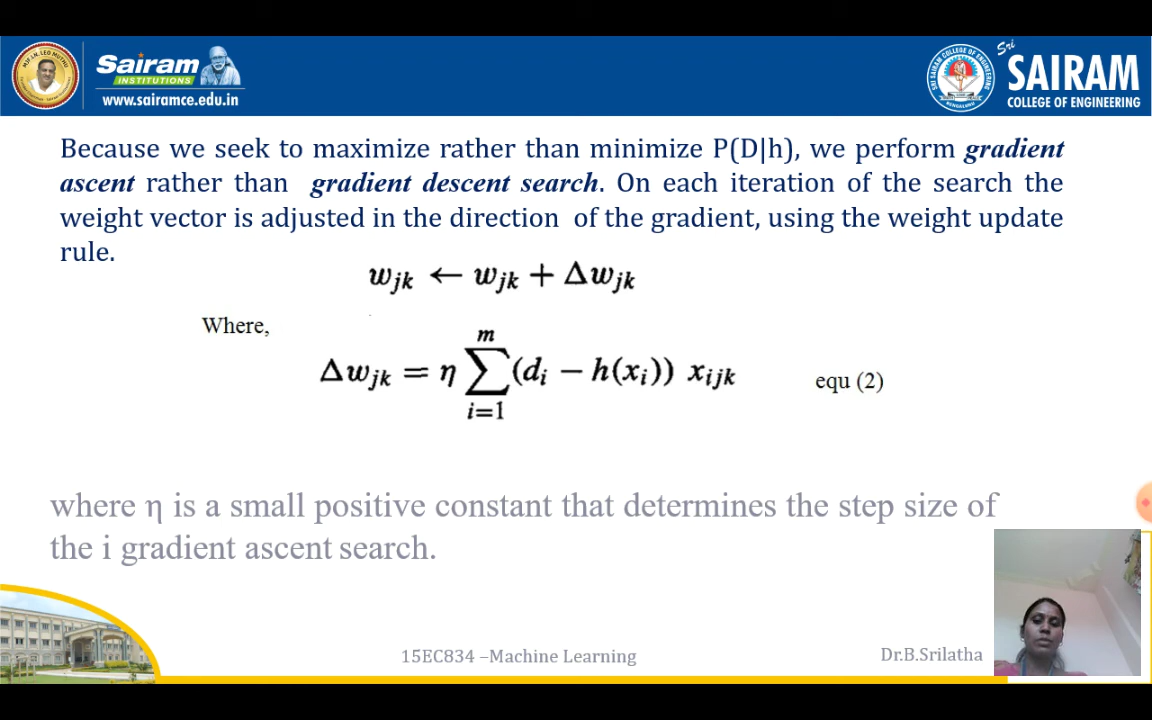 Sairam
INSTITUTIONS
www.sairamce.edu.in
Sri
SAIRAM
COLLEGE OF ENGINEERING
Because we seek to maximize rather than minimize P(D|h), we perform gradient
ascent rather than gradient descent search. On each iteration of the search the
weight vector is adjusted in the direction of the gradient, using the weight update
rule.
w_jk ← w_jk + Δw_jk
Where,
Δw_jk = η ∑_{i=1}^{m} (d_i − h(x_i)) x_ijk
equ (2)
where η is a small positive constant that determines the step size of
the i gradient ascent search.
15EC834 –Machine Learning
Dr.B.Srilatha